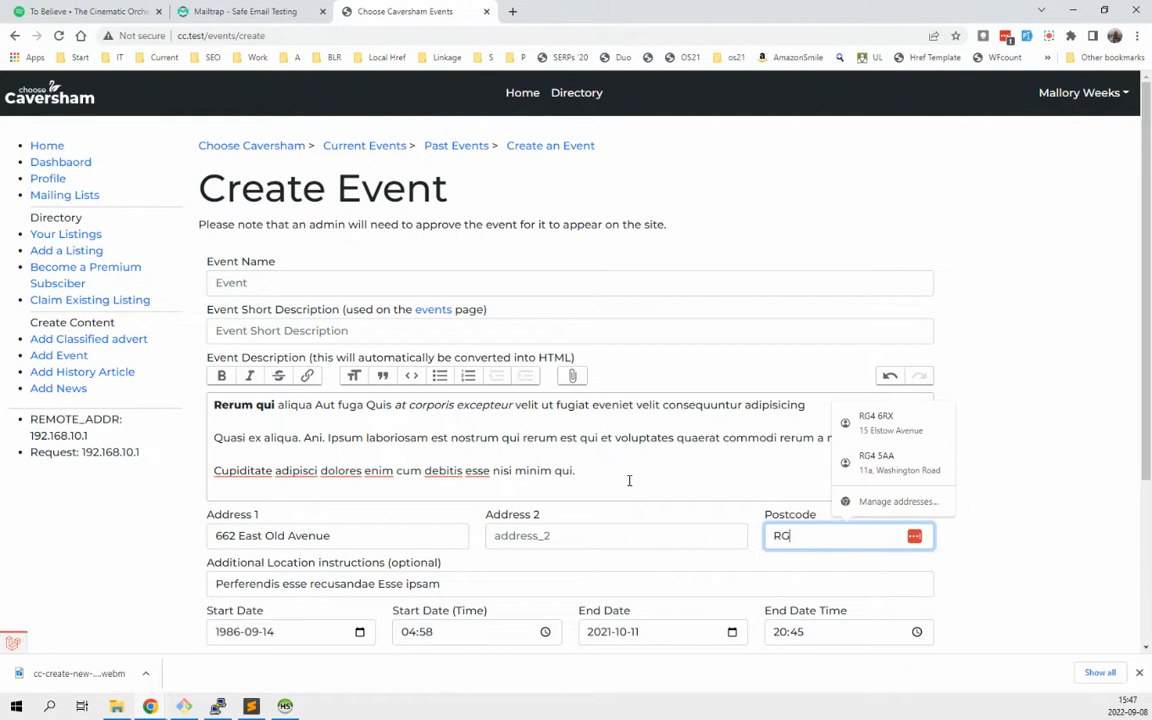 To Believe • The Cinematic Orche
Mailtrap - Safe Email Testing
Choose Caversham Events
Not secure
cc.test/events/create
Apps
Start
IT
Current
SEO
Local Href
Linkage
S
P
SERPs '20
Duo
OS21
os21
AmazonSmile
UL
Href Template
WFcount
Other bookmarks
choose
Caversham
Home
Directory
Mallory Weeks
Home
Dashbaord
Profile
Mailing Lists
Directory
Your Listings
Add a Listing
Become a Premium
Subsciber
Claim Existing Listing
Create Content
Add Classified advert
Add Event
Add History Article
Add News
REMOTE_ADDR:
192.168.10.1
Request: 192.168.10.1
Choose Caversham > Current Events > Past Events > Create an Event
Create Event
Please note that an admin will need to approve the event for it to appear on the site.
Event Name
Event
Event Short Description (used on the events page)
Event Short Description
Event Description (this will automatically be converted into HTML)
Rerum qui aliqua Aut fuga Quis at corporis excepteur velit ut fugiat eveniet velit consequuntur adipisicing
Quasi ex aliqua. Ani. Ipsum laboriosam est nostrum qui rerum est qui et voluptates quaerat commodi rerum a
Cupiditate adipisci dolores enim cum debitis esse nisi minim qui.
RG4 6RX
15 Elstow Avenue
RG4 5AA
11a, Washington Road
Manage addresses...
Address 1
Address 2
Postcode
662 East Old Avenue
address_2
RG
Additional Location instructions (optional)
Perferendis esse recusandae Esse ipsam
Start Date
Start Date (Time)
End Date
End Date Time
1986-09-14
04:58
2021-10-11
20:45
cc-create-new-....webm
Show all
15:47
2022-09-08